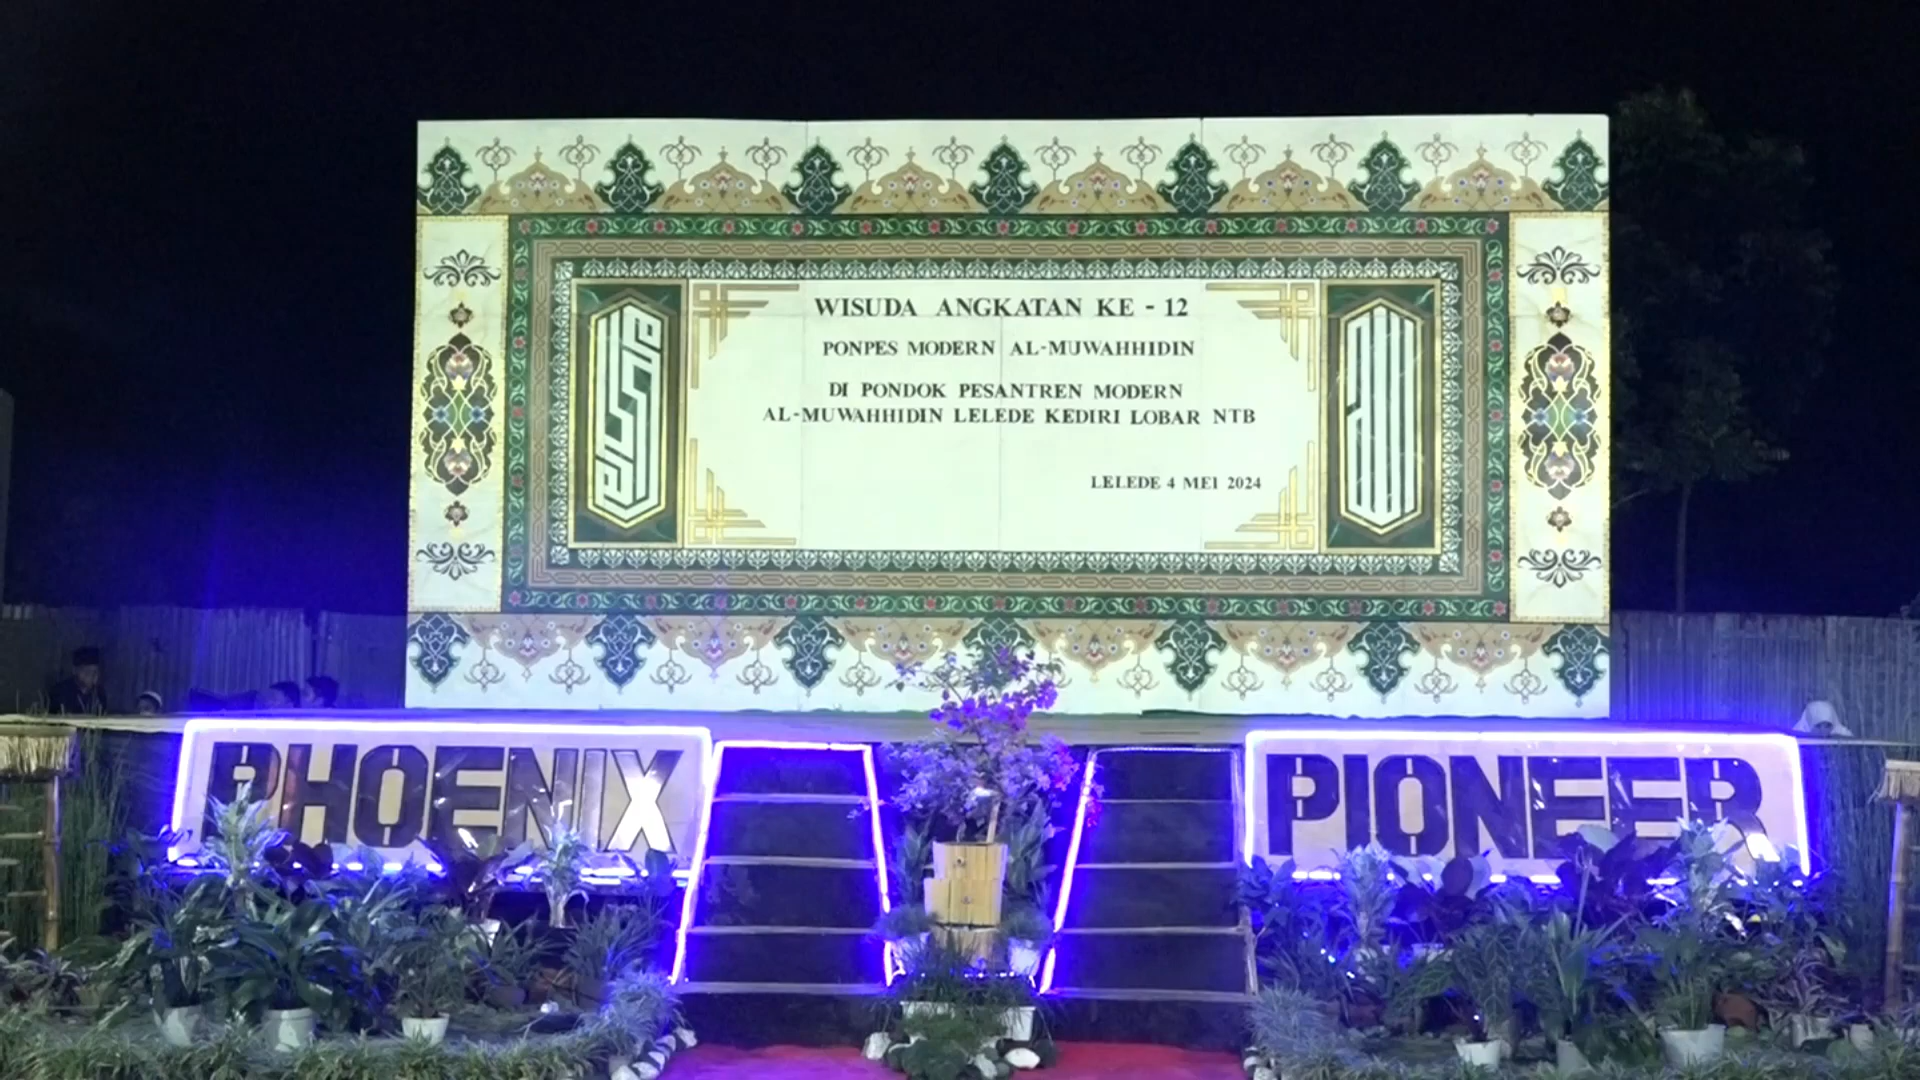 WISUDA ANGKATAN KE - 12
PONPES MODERN AL-MUWAHHIDIN
DI PONDOK PESANTREN MODERN
AL-MUWAHHIDIN LELEDE KEDIRI LOBAR NTB
LELEDE 4 MEI 2024
PHOENIX
PIONEER